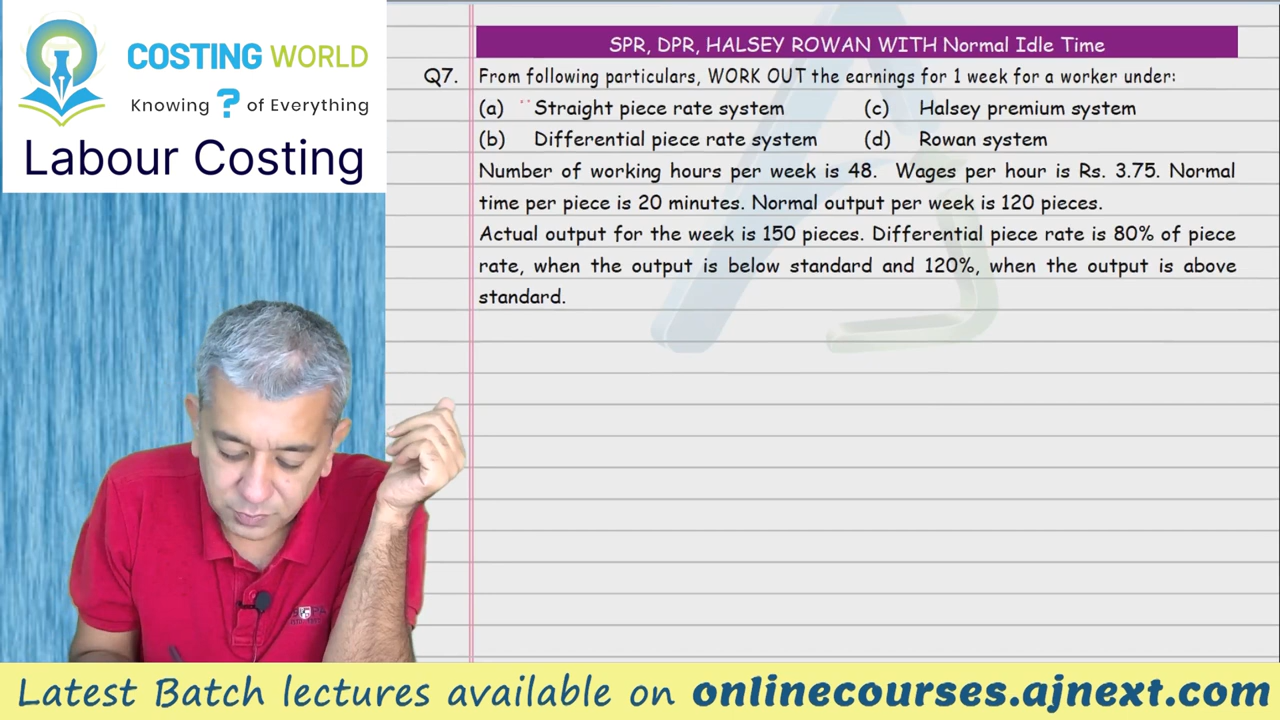 COSTING WORLD
Knowing ? of Everything
Labour Costing
SPR, DPR, HALSEY ROWAN WITH Normal Idle Time
Q7. From following particulars, WORK OUT the earnings for 1 week for a worker under:
(a) Straight piece rate system (c) Halsey premium system
(b) Differential piece rate system (d) Rowan system
Number of working hours per week is 48. Wages per hour is Rs. 3.75. Normal
time per piece is 20 minutes. Normal output per week is 120 pieces.
Actual output for the week is 150 pieces. Differential piece rate is 80% of piece
rate, when the output is below standard and 120%, when the output is above
standard.
Latest Batch lectures available on onlinecourses.ajnext.com